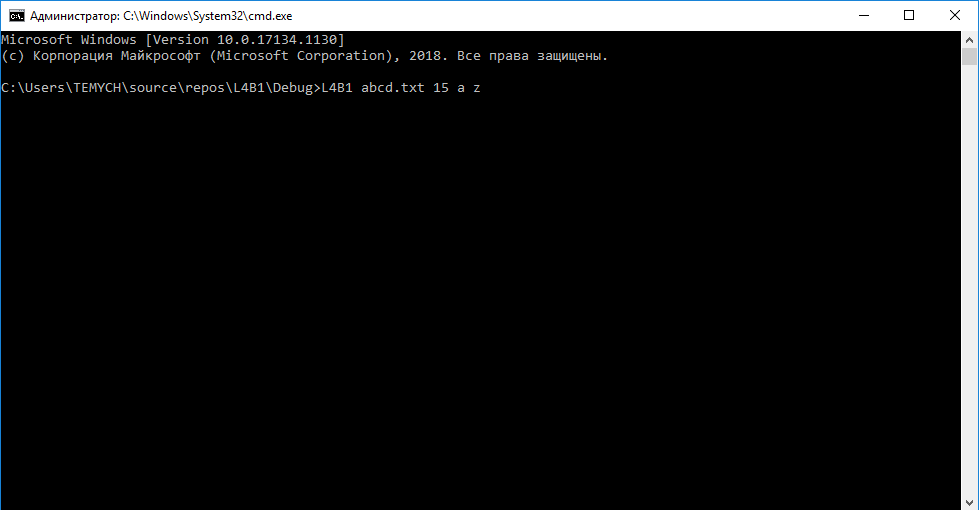 Администратор: C:\Windows\System32\cmd.exe
Microsoft Windows [Version 10.0.17134.1130]
(c) Корпорация Майкрософт (Microsoft Corporation), 2018. Все права защищены.
C:\Users\TEMYCH\source\repos\L4B1\Debug>L4B1 abcd.txt 15 a z